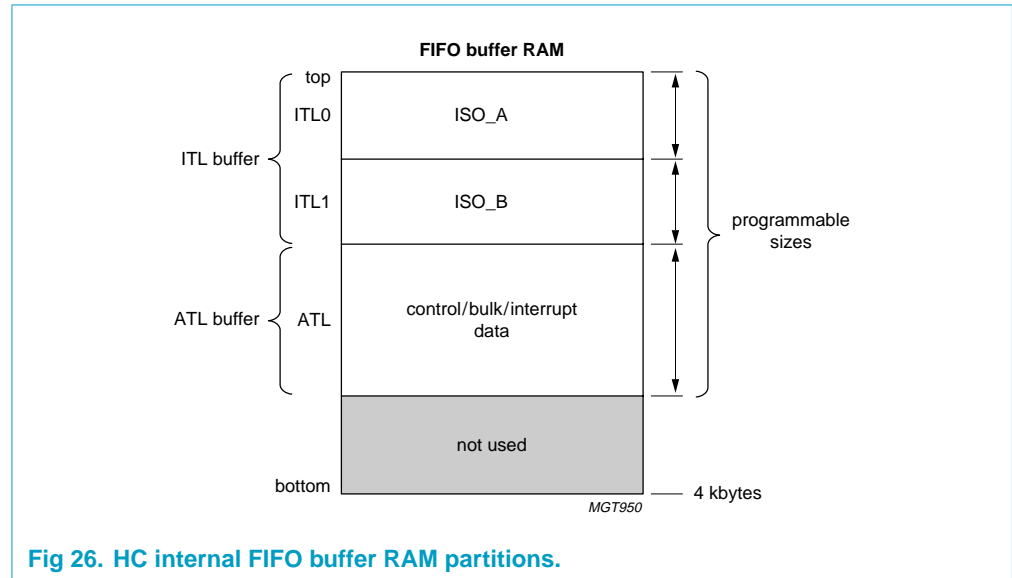 FIFO buffer RAM
top
ITL0
ISO_A
ITL buffer
ITL1
ISO_B
programmable
sizes
ATL buffer
ATL
control/bulk/interrupt
data
not used
bottom
4 kbytes
MGT950
Fig 26. HC internal FIFO buffer RAM partitions.